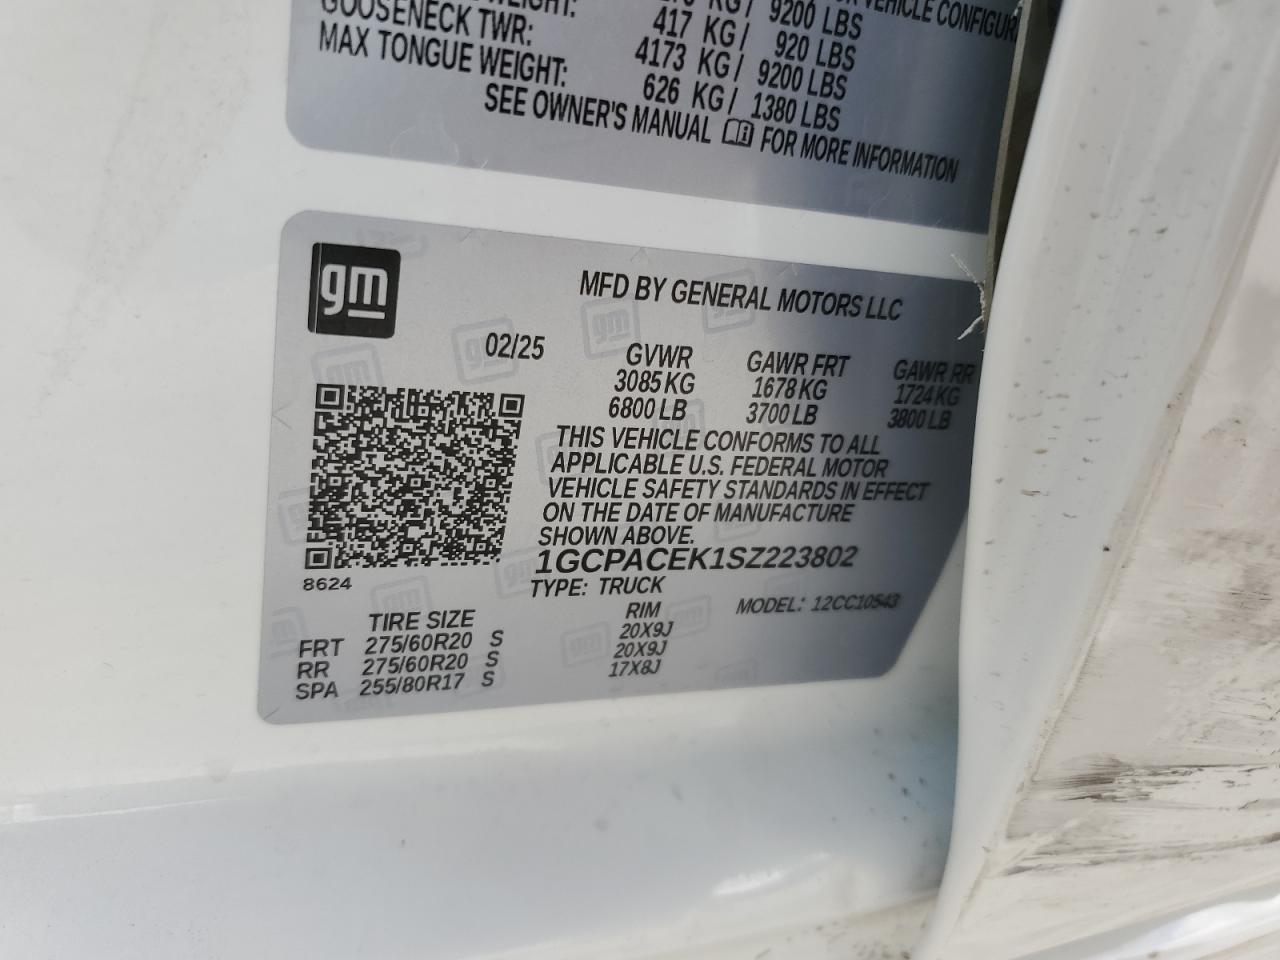 9200 LBS
VEHICLE CONFIGUR
GOOSENECK TWR: 417 KG/ 920 LBS
MAX TONGUE WEIGHT: 4173 KG/ 9200 LBS
626 KG/ 1380 LBS
SEE OWNER'S MANUAL FOR MORE INFORMATION
gm
MFD BY GENERAL MOTORS LLC
02/25
GVWR GAWR FRT GAWR RR
3085 KG 1678 KG 1724 KG
6800 LB 3700 LB 3800 LB
THIS VEHICLE CONFORMS TO ALL
APPLICABLE U.S. FEDERAL MOTOR
VEHICLE SAFETY STANDARDS IN EFFECT
ON THE DATE OF MANUFACTURE
SHOWN ABOVE.
1GCPACEK1SZ223802
8624
TYPE: TRUCK
MODEL: 12CC10543
TIRE SIZE RIM
FRT 275/60R20 S 20X9J
RR 275/60R20 S 20X9J
SPA 255/80R17 S 17X8J